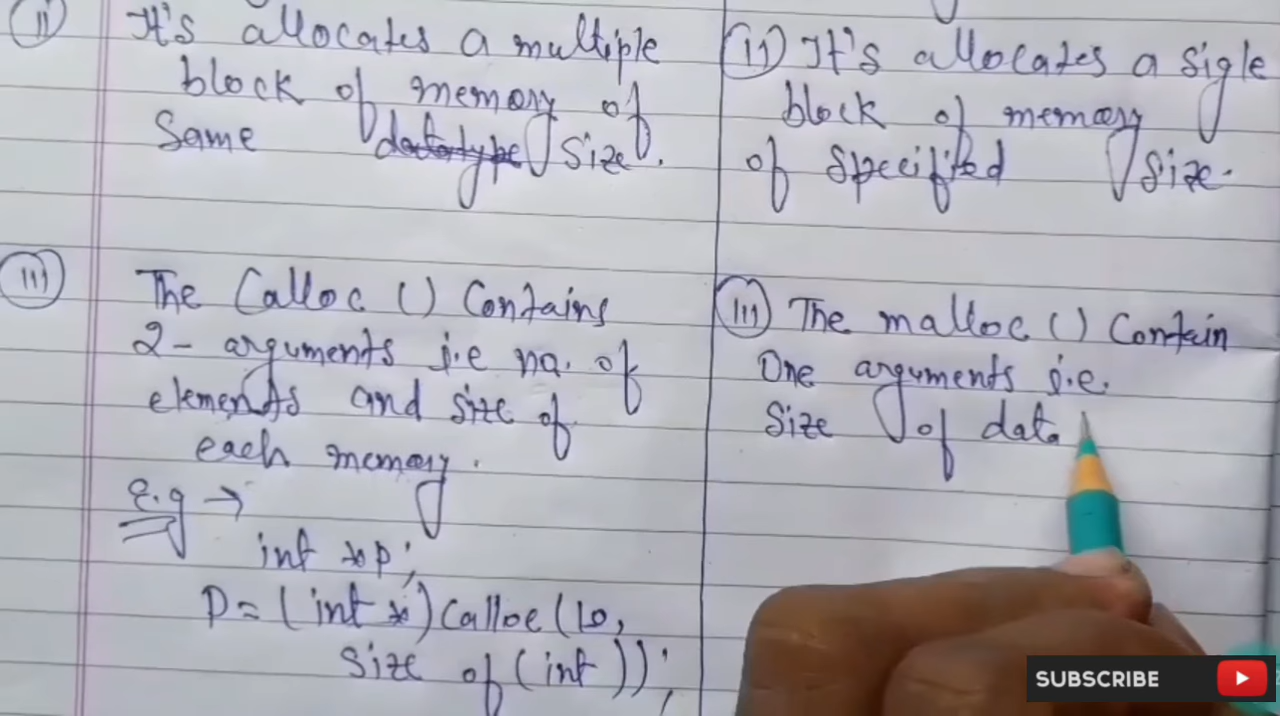 (ii) It's allocates a multiple
block of memory of
Same datatype size.
(iii) The Calloc () Contains
2- arguments i.e no. of
elements and size of
each memory.
e.g →
int *p;
P = (int *) Calloc (10,
size of (int));
(ii) It's allocates a sigle
block of memory
of specified size.
(iii) The malloc () Contain
One arguments i.e.
Size of data
SUBSCRIBE